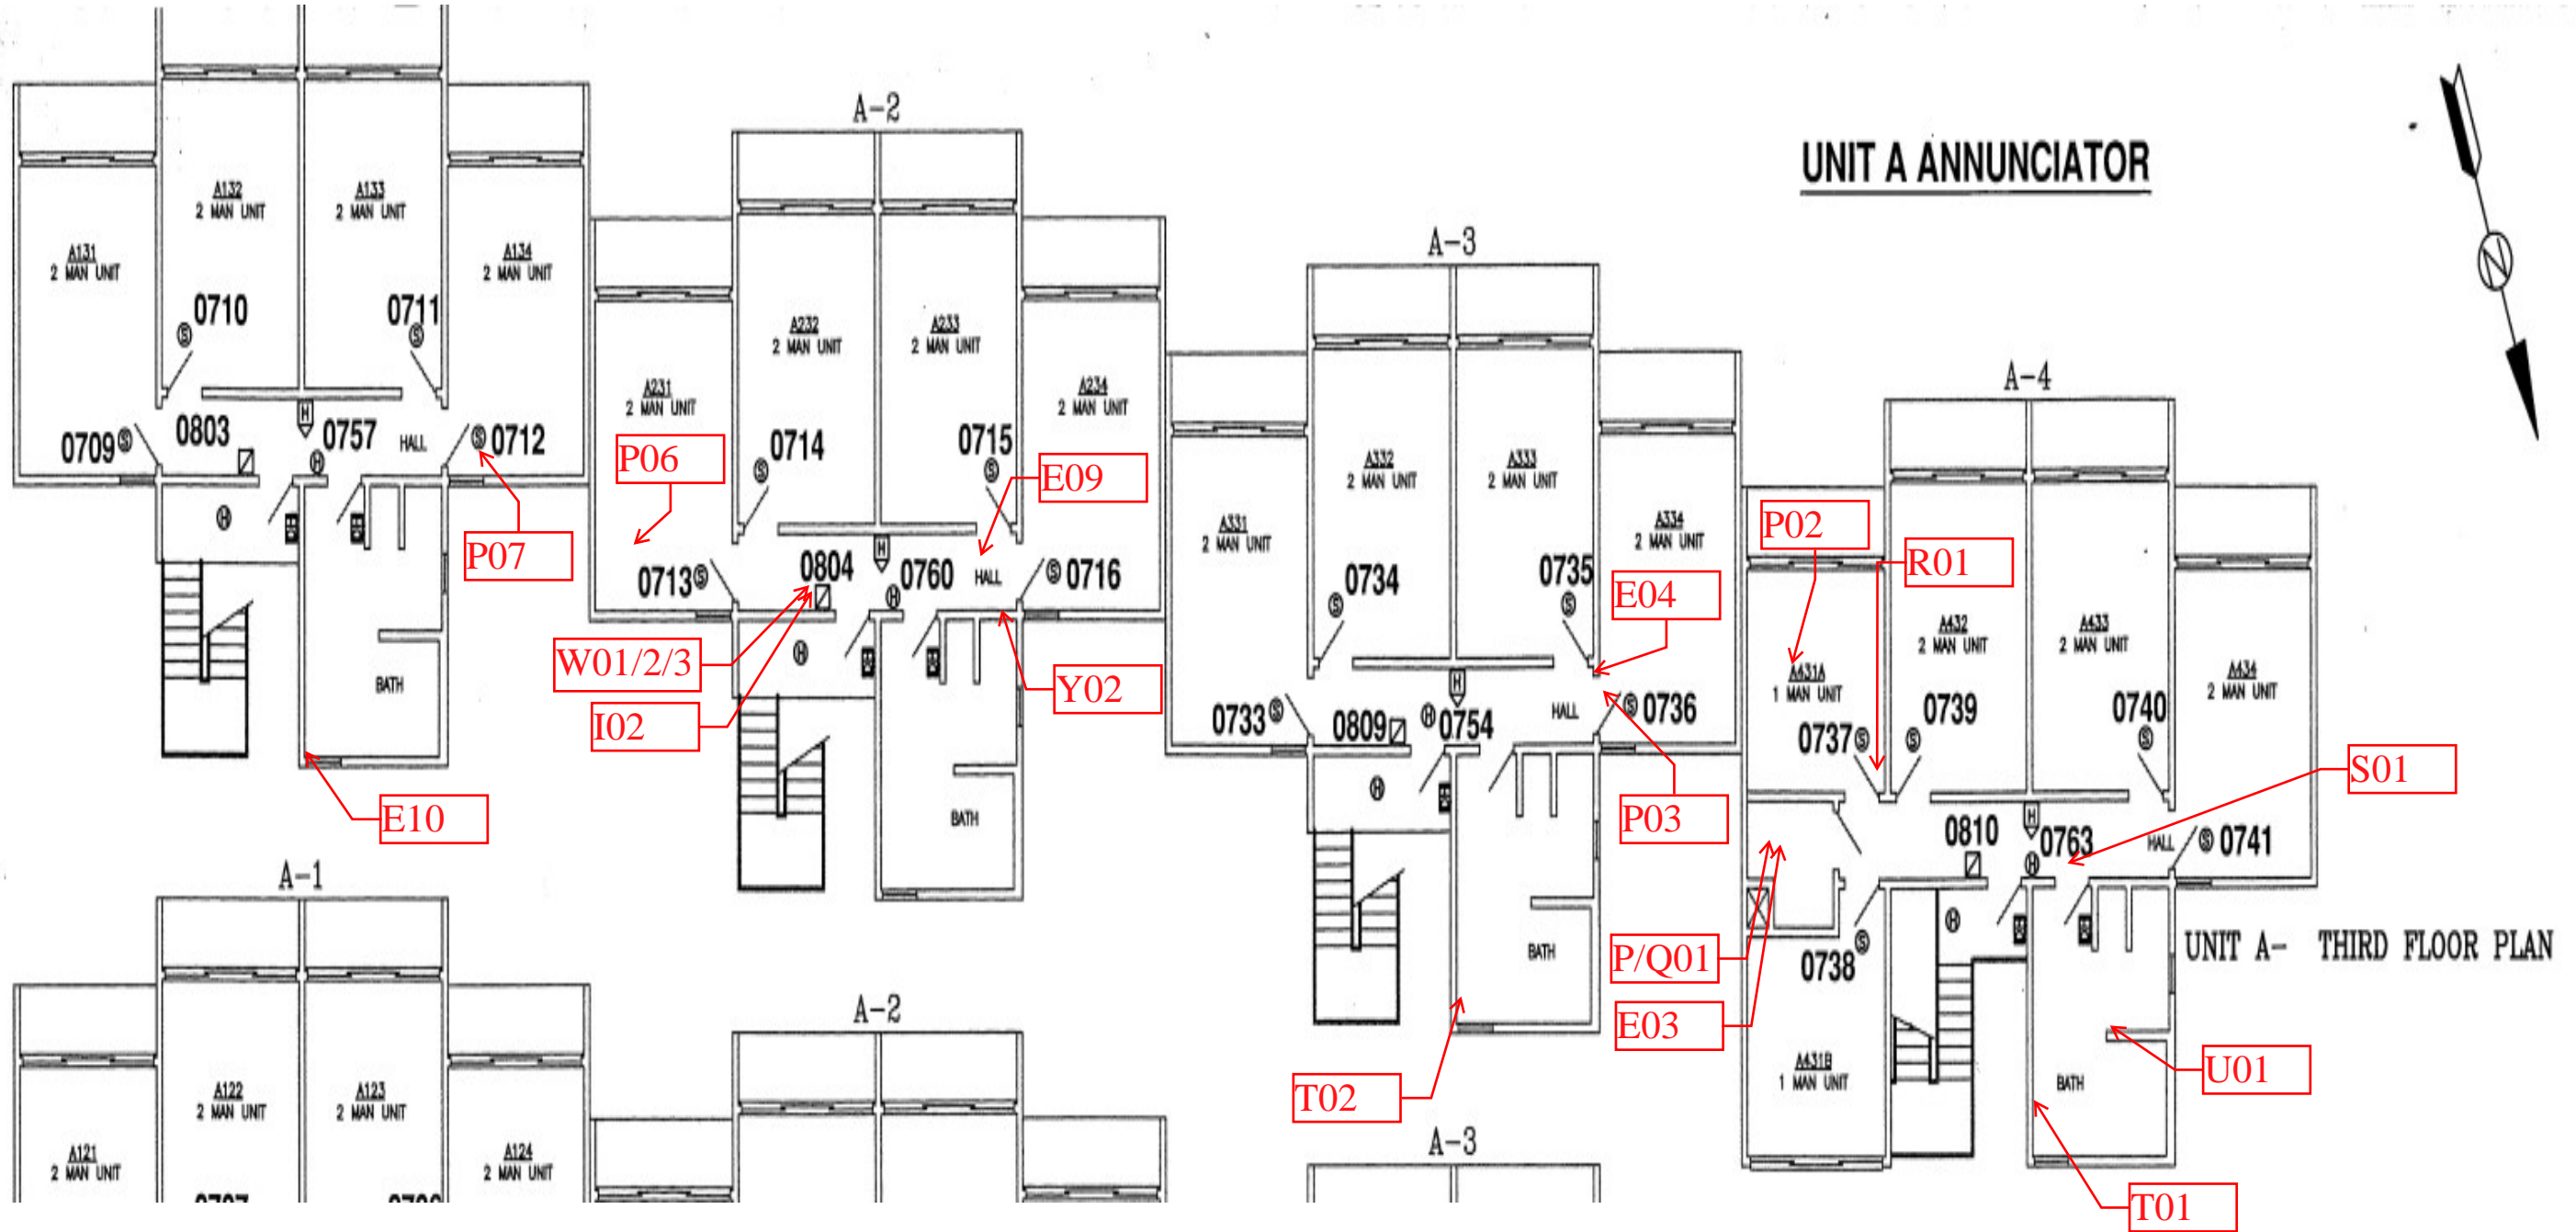 UNIT A ANNUNCIATOR
N
A132
2 MAN UNIT
A133
2 MAN UNIT
A131
2 MAN UNIT
A134
2 MAN UNIT
0710
S
0711
S
0709
S
0803
H
0757
H
HALL
S
0712
H
P07
BATH
E10
A-2
A232
2 MAN UNIT
A233
2 MAN UNIT
A231
2 MAN UNIT
A234
2 MAN UNIT
P06
0714
S
0715
S
E09
0713
S
0804
H
0760
H
HALL
S
0716
W01/2/3
H
I02
Y02
BATH
A-3
A332
2 MAN UNIT
A333
2 MAN UNIT
A331
2 MAN UNIT
A334
2 MAN UNIT
0734
S
0735
S
E04
0733
S
0809
H
H
0754
HALL
S
0736
H
P03
BATH
T02
A-4
P02
R01
A431A
1 MAN UNIT
A432
2 MAN UNIT
A433
2 MAN UNIT
A434
2 MAN UNIT
0737
S
0739
S
0740
S
S01
0810
H
0763
H
HALL
S
0741
P/Q01
E03
0738
S
H
UNIT A- THIRD FLOOR PLAN
A431B
1 MAN UNIT
BATH
U01
T01
A-1
A122
2 MAN UNIT
A123
2 MAN UNIT
A121
2 MAN UNIT
A124
2 MAN UNIT
A-2
A-3